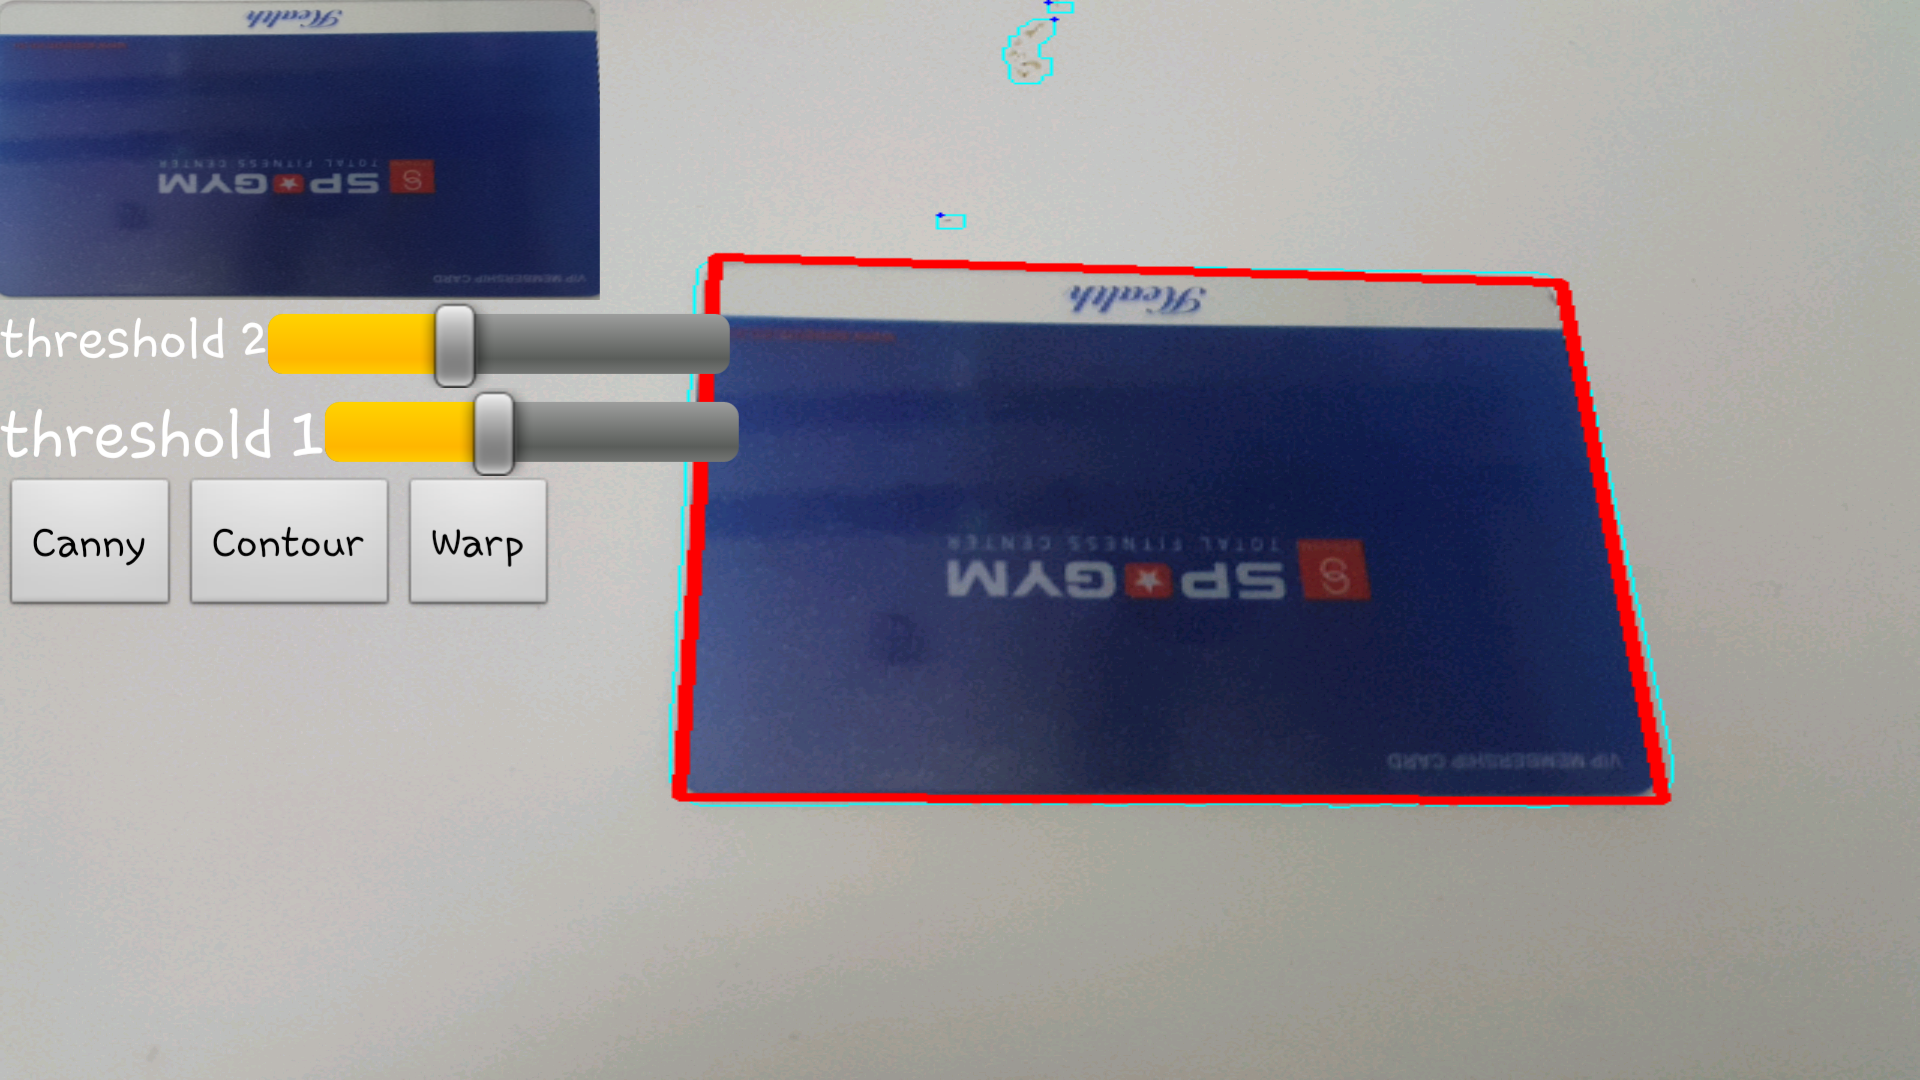 Health
TOTAL FITNESS CENTER
SP★GYM
VIP MEMBERSHIP CARD
threshold 2
threshold 1
Canny
Contour
Warp
Health
TOTAL FITNESS CENTER
SP★GYM
VIP MEMBERSHIP CARD